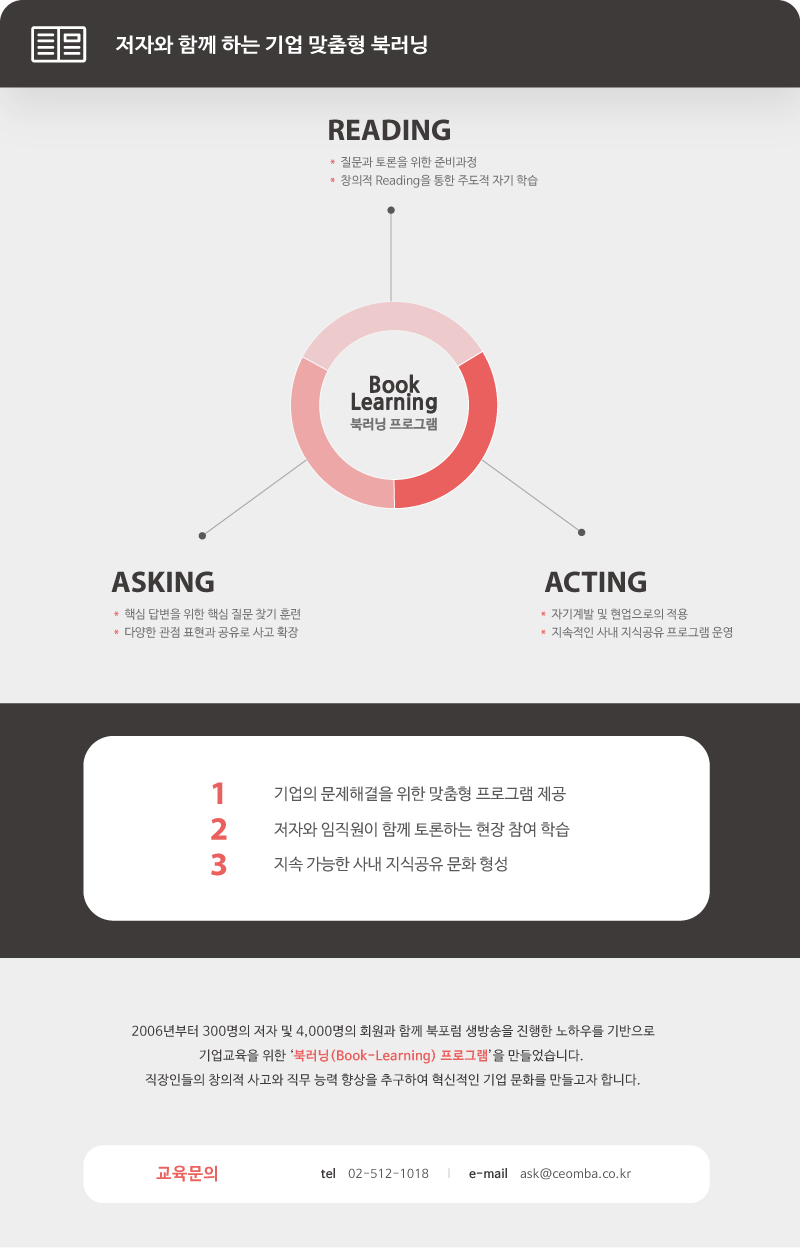 저자와 함께 하는 기업 맞춤형 북러닝
READING
* 질문과 토론을 위한 준비과정
* 창의적 Reading을 통한 주도적 자기 학습
Book
Learning
북러닝 프로그램
ASKING
* 핵심 답변을 위한 핵심 질문 찾기 훈련
* 다양한 관점 표현과 공유로 사고 확장
ACTING
* 자기계발 및 현업으로의 적용
* 지속적인 사내 지식공유 프로그램 운영
1 기업의 문제해결을 위한 맞춤형 프로그램 제공
2 저자와 임직원이 함께 토론하는 현장 참여 학습
3 지속 가능한 사내 지식공유 문화 형성
2006년부터 300명의 저자 및 4,000명의 회원과 함께 북포럼 생방송을 진행한 노하우를 기반으로
기업교육을 위한 ‘북러닝(Book-Learning) 프로그램’을 만들었습니다.
직장인들의 창의적 사고와 직무 능력 향상을 추구하여 혁신적인 기업 문화를 만들고자 합니다.
교육문의 tel 02-512-1018 | e-mail ask@ceomba.co.kr